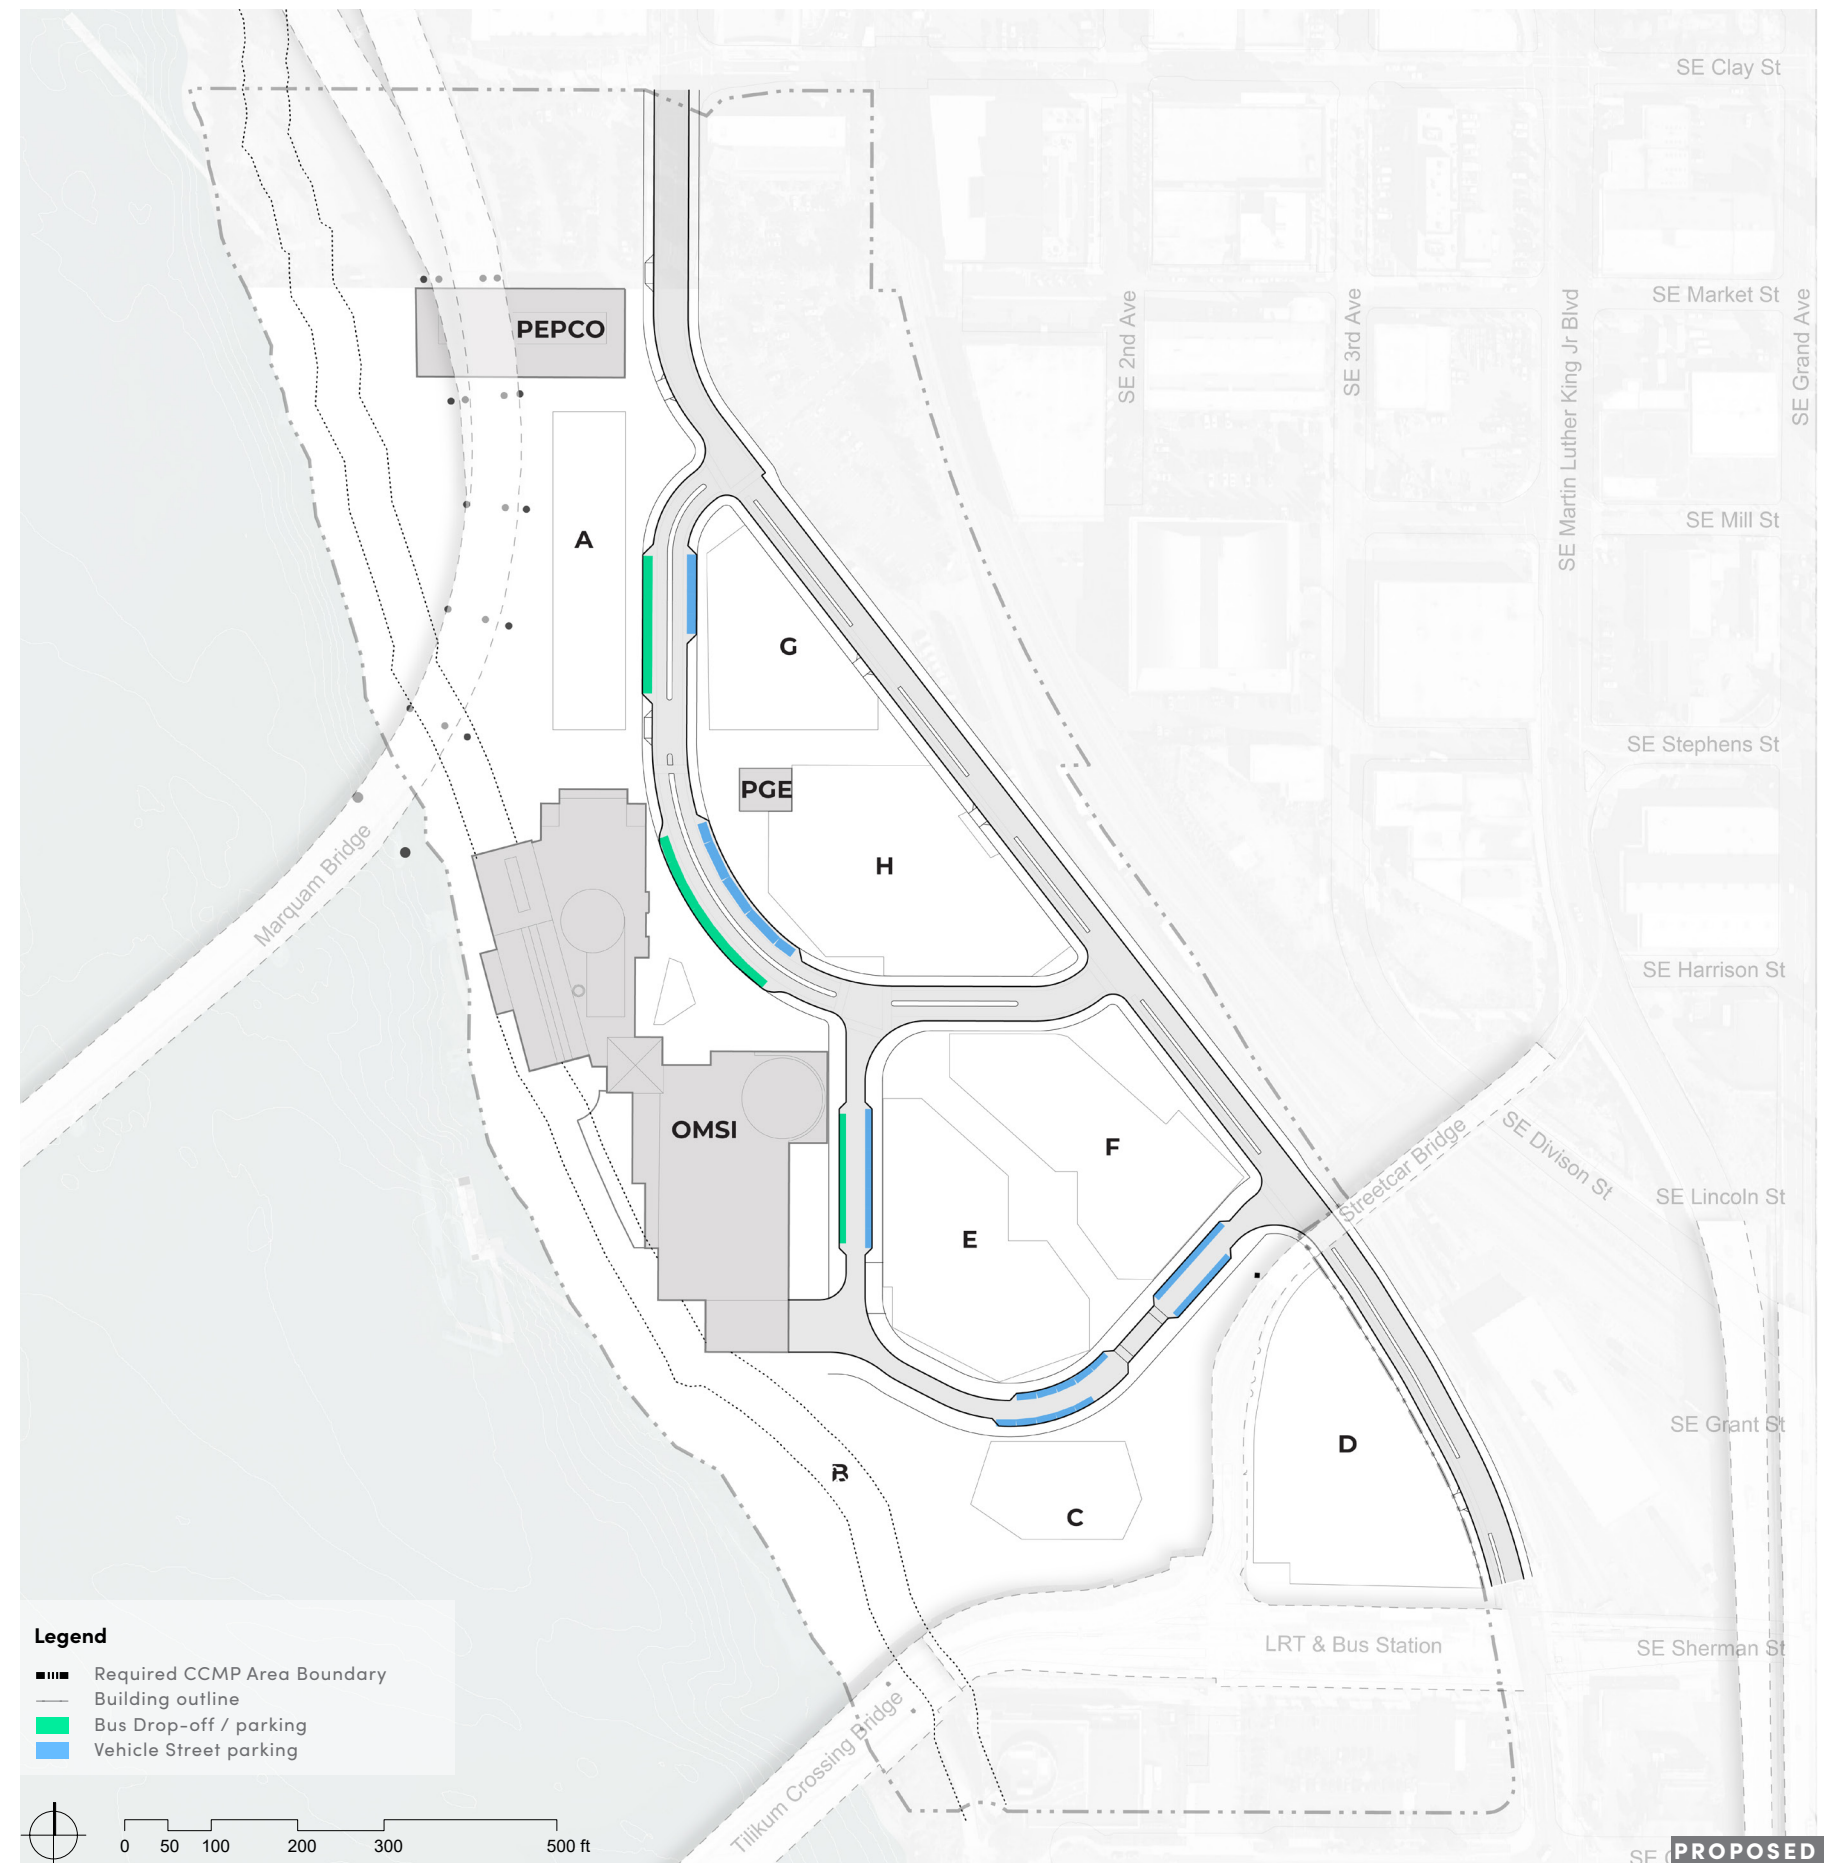 SE Clay St
SE Market St
SE 2nd Ave
SE 3rd Ave
SE Martin Luther King Jr Blvd
SE Grand Ave
PEPCO
SE Mill St
A
G
SE Stephens St
PGE
H
Marquam Bridge
SE Harrison St
OMSI
F
Streetcar Bridge
SE Divison St
SE Lincoln St
E
SE Grant St
D
B
C
LRT & Bus Station
SE Sherman St
Tilikum Crossing Bridge
Legend
Required CCMP Area Boundary
Building outline
Bus Drop-off / parking
Vehicle Street parking
0 50 100 200 300 500 ft
SE
PROPOSED